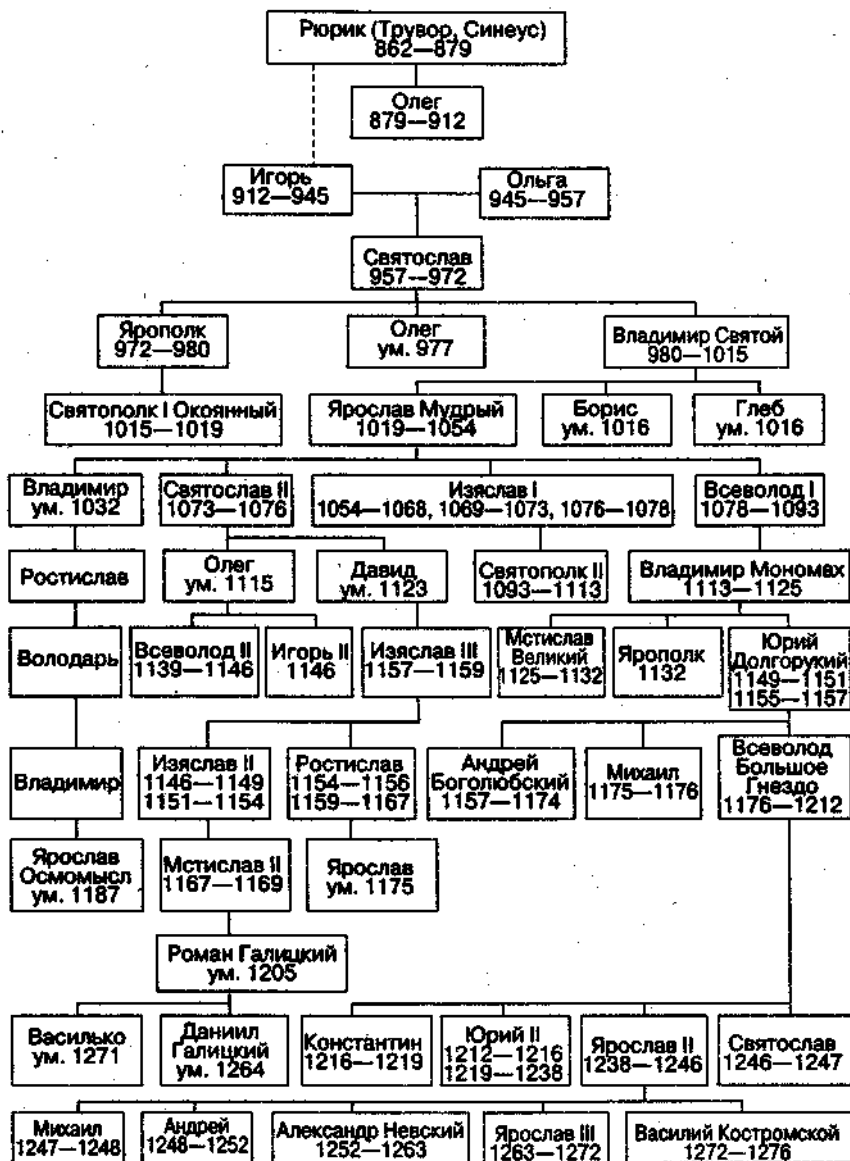 Рюрик (Трувор, Синеус)
862—879
Олег
879—912
Игорь
912—945
Ольга
945—957
Святослав
957—972
Ярополк
972—980
Олег
ум. 977
Владимир Святой
980—1015
Святополк I Окоянный
1015—1019
Ярослав Мудрый
1019—1054
Борис
ум. 1016
Глеб
ум. 1016
Владимир
ум. 1032
Святослав II
1073—1076
Изяслав I
1054—1068, 1069—1073, 1076—1078
Всеволод I
1078—1093
Ростислав
Олег
ум. 1115
Давид
ум. 1123
Святополк II
1093—1113
Владимир Мономах
1113—1125
Володарь
Всеволод II
1139—1146
Игорь II
1146
Изяслав III
1157—1159
Мстислав
Великий
1125—1132
Ярополк
1132
Юрий
Долгорукий
1149—1151
1155—1157
Владимир
Изяслав II
1146—1149
1151—1154
Ростислав
1154—1156
1159—1167
Андрей
Боголюбский
1157—1174
Михаил
1175—1176
Всеволод
Большое
Гнездо
1176—1212
Ярослав
Осмомысл
ум. 1187
Мстислав II
1167—1169
Ярослав
ум. 1175
Роман Галицкий
ум. 1205
Василько
ум. 1271
Даниил
Галицкий
ум. 1264
Константин
1216—1219
Юрий II
1212—1216
1219—1238
Ярослав II
1238—1246
Святослав
1246—1247
Михаил
1247—1248
Андрей
1248—1252
Александр Невский
1252—1263
Ярослав III
1263—1272
Василий Костромской
1272—1276